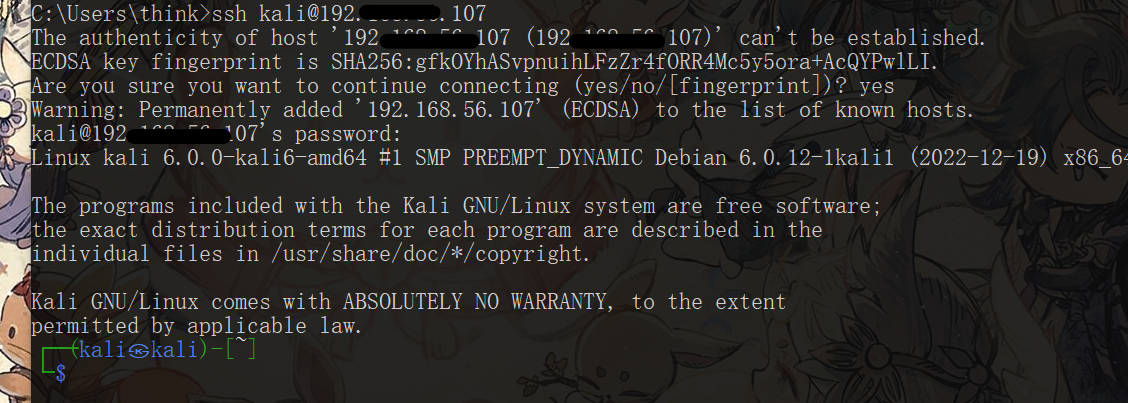 C:\Users\think>ssh kali@192. .107
The authenticity of host '192 107 (192 107)' can't be established.
ECDSA key fingerprint is SHA256:gfkOYhASvpnuihLFzZr4fORR4Mc5y5ora+AcQYPwlLI.
Are you sure you want to continue connecting (yes/no/[fingerprint])? yes
Warning: Permanently added '192.168.56.107' (ECDSA) to the list of known hosts.
kali@192 107's password:
Linux kali 6.0.0-kali6-amd64 #1 SMP PREEMPT_DYNAMIC Debian 6.0.12-1kali1 (2022-12-19) x86_64
The programs included with the Kali GNU/Linux system are free software;
the exact distribution terms for each program are described in the
individual files in /usr/share/doc/*/copyright.
Kali GNU/Linux comes with ABSOLUTELY NO WARRANTY, to the extent
permitted by applicable law.
┌──(kali㉿kali)-[~]
└─$